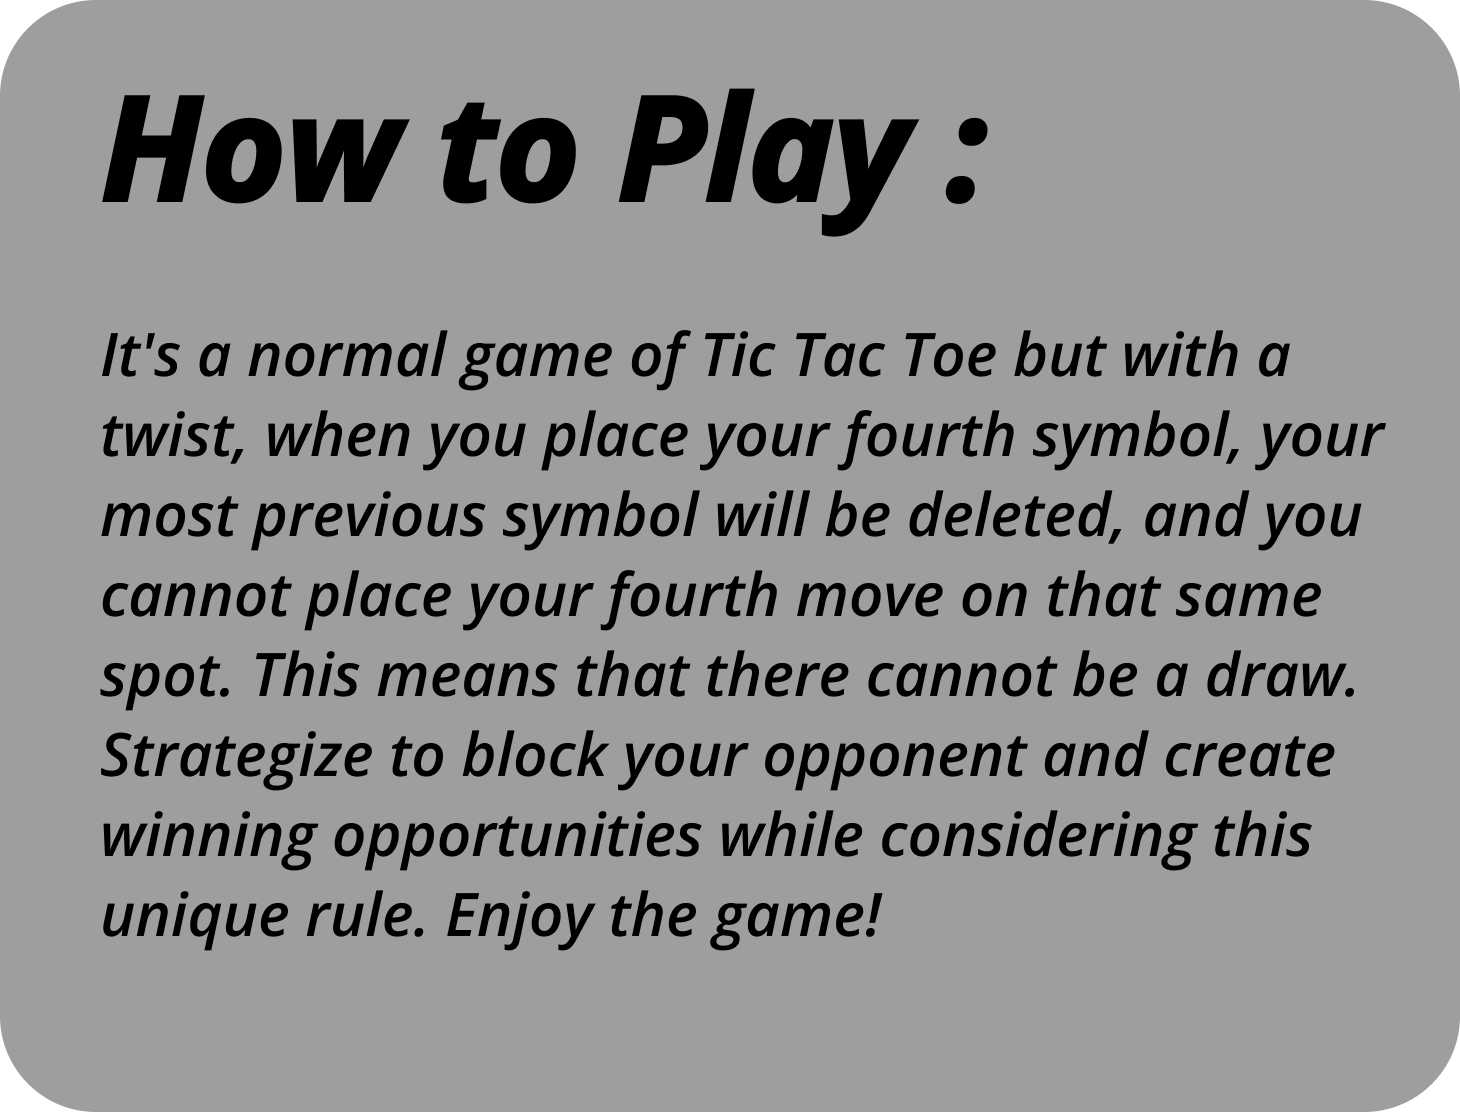 How to Play :
It's a normal game of Tic Tac Toe but with a
twist, when you place your fourth symbol, your
most previous symbol will be deleted, and you
cannot place your fourth move on that same
spot. This means that there cannot be a draw.
Strategize to block your opponent and create
winning opportunities while considering this
unique rule. Enjoy the game!